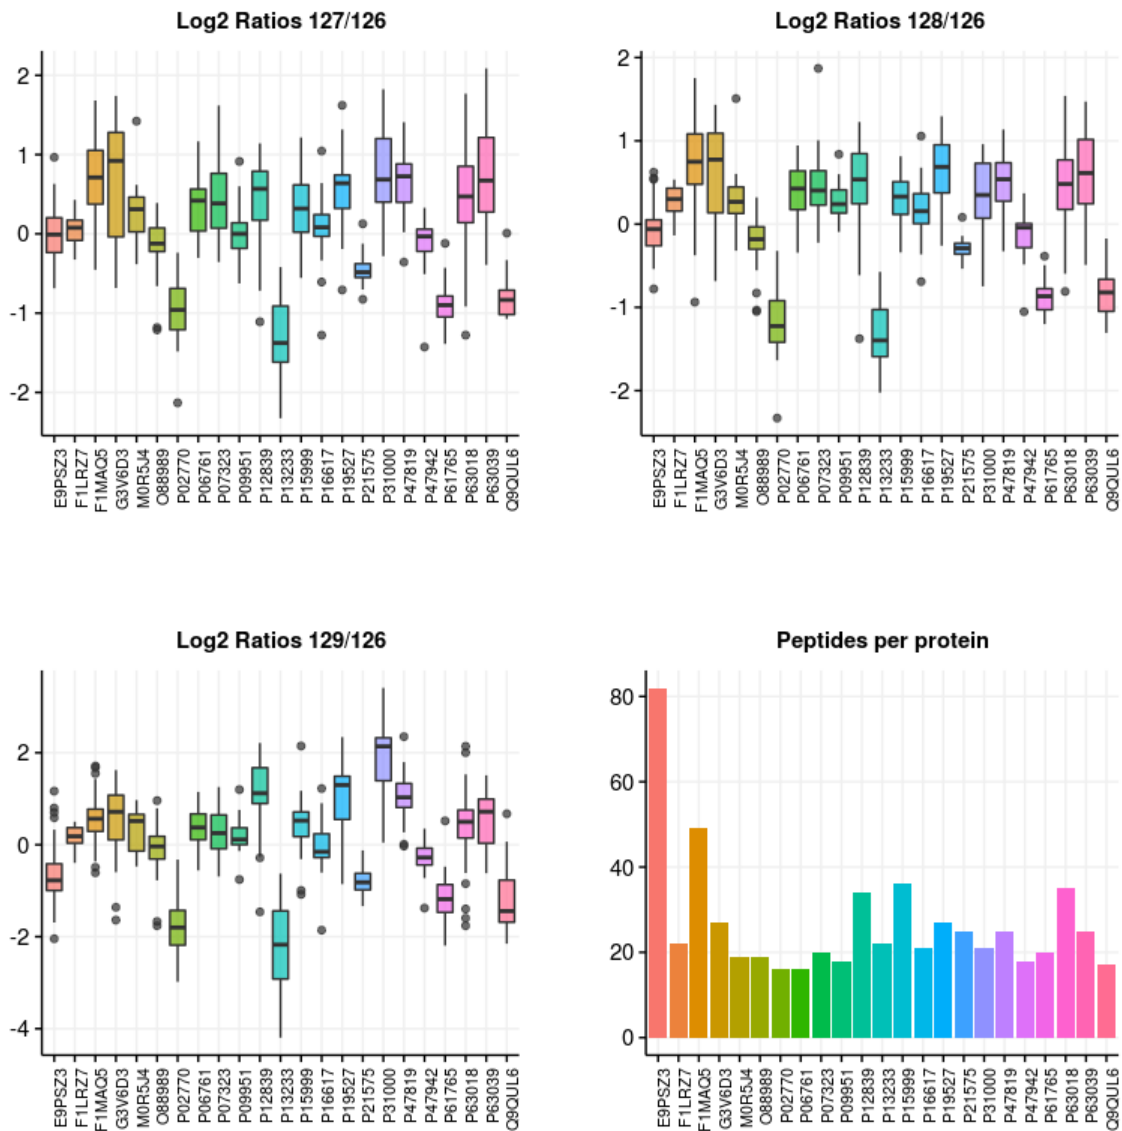 Log2 Ratios 127/126
2
1
0
-1
-2
E9PSZ3
F1LRZ7
F1MAQ5
G3V6D3
M0R5J4
O88989
P02770
P06761
P07323
P09951
P12839
P13233
P15999
P16617
P19527
P21575
P31000
P47819
P47942
P61765
P63018
P63039
Q9QUL6
Log2 Ratios 128/126
2
1
0
-1
-2
E9PSZ3
F1LRZ7
F1MAQ5
G3V6D3
M0R5J4
O88989
P02770
P06761
P07323
P09951
P12839
P13233
P15999
P16617
P19527
P21575
P31000
P47819
P47942
P61765
P63018
P63039
Q9QUL6
Log2 Ratios 129/126
2
0
-2
-4
E9PSZ3
F1LRZ7
F1MAQ5
G3V6D3
M0R5J4
O88989
P02770
P06761
P07323
P09951
P12839
P13233
P15999
P16617
P19527
P21575
P31000
P47819
P47942
P61765
P63018
P63039
Q9QUL6
Peptides per protein
80
60
40
20
0
E9PSZ3
F1LRZ7
F1MAQ5
G3V6D3
M0R5J4
O88989
P02770
P06761
P07323
P09951
P12839
P13233
P15999
P16617
P19527
P21575
P31000
P47819
P47942
P61765
P63018
P63039
Q9QUL6